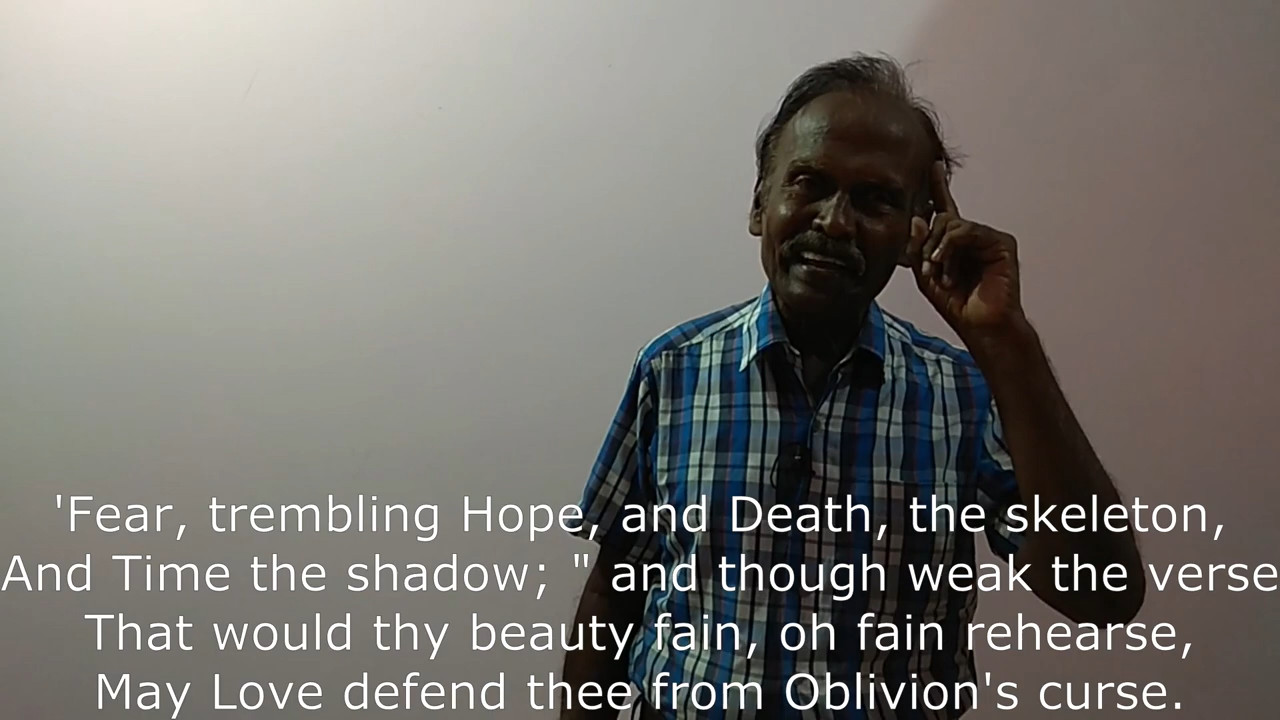 'Fear, trembling Hope, and Death, the skeleton,
And Time the shadow; " and though weak the verse
That would thy beauty fain, oh fain rehearse,
May Love defend thee from Oblivion's curse.